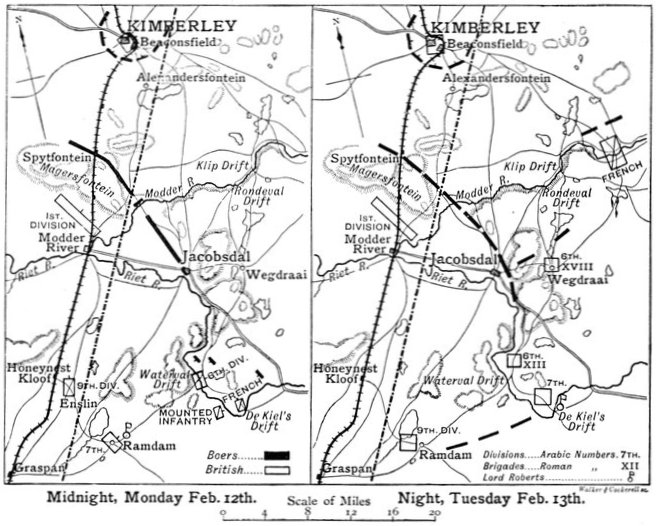 KIMBERLEY
Beaconsfield
Alexandersfontein
Spytfontein
Magersfontein
Klip Drift
Modder R.
Rondeval
Drift
1ST.
DIVISION
Modder
River
Jacobsdal
Wegdraai
Riet R.
Riet R.
Honeynest
Kloof
9TH. DIV.
Enslin
Waterval
Drift
6TH. DIV.
FRENCH
MOUNTED
INFANTRY
De Kiel's
Drift
7TH.
Ramdam
Graspan
Boers
British
KIMBERLEY
Beaconsfield
Alexandersfontein
Spytfontein
Magersfontein
Klip Drift
FRENCH
Modder R.
Rondeval
Drift
1ST.
DIVISION
Modder
River
Jacobsdal
6TH.
XVIII
Wegdraai
Riet R.
Riet R.
Honeynest
Kloof
6TH.
XIII
Waterval Drift
7TH.
De Kiel's
Drift
9TH. DIV.
Ramdam
Graspan
Divisions Arabic Numbers. 7TH.
Brigades Roman " XII
Lord Roberts
Walker & Cockerell sc.
Midnight, Monday Feb. 12th.
Scale of Miles
0 4 8 12 16 20
Night, Tuesday Feb. 13th.